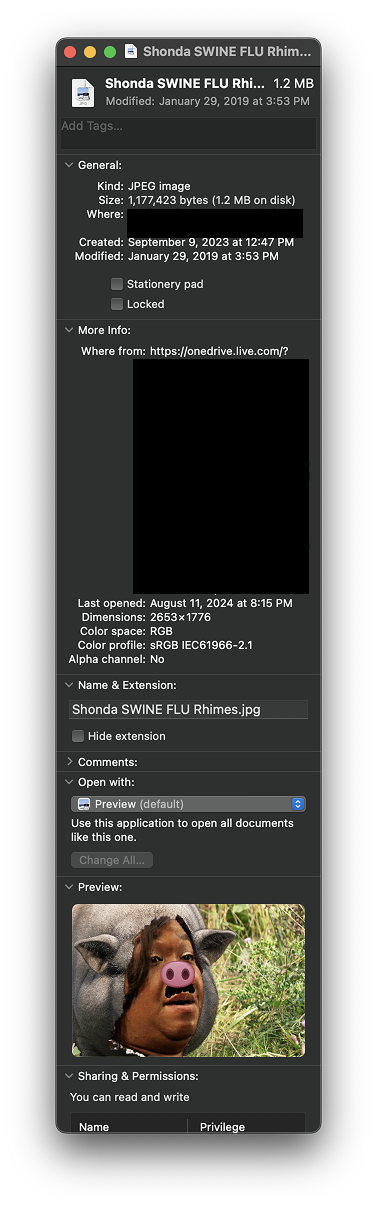 Shonda SWINE FLU Rhim...
Shonda SWINE FLU Rhi... 1.2 MB
Modified: January 29, 2019 at 3:53 PM
Add Tags...
General:
Kind: JPEG image
Size: 1,177,423 bytes (1.2 MB on disk)
Where:
Created: September 9, 2023 at 12:47 PM
Modified: January 29, 2019 at 3:53 PM
Stationery pad
Locked
More Info:
Where from: https://onedrive.live.com/?
Last opened: August 11, 2024 at 8:15 PM
Dimensions: 2653×1776
Color space: RGB
Color profile: sRGB IEC61966-2.1
Alpha channel: No
Name & Extension:
Shonda SWINE FLU Rhimes.jpg
Hide extension
Comments:
Open with:
Preview (default)
Use this application to open all documents
like this one.
Change All...
Preview:
Sharing & Permissions:
You can read and write
Name Privilege